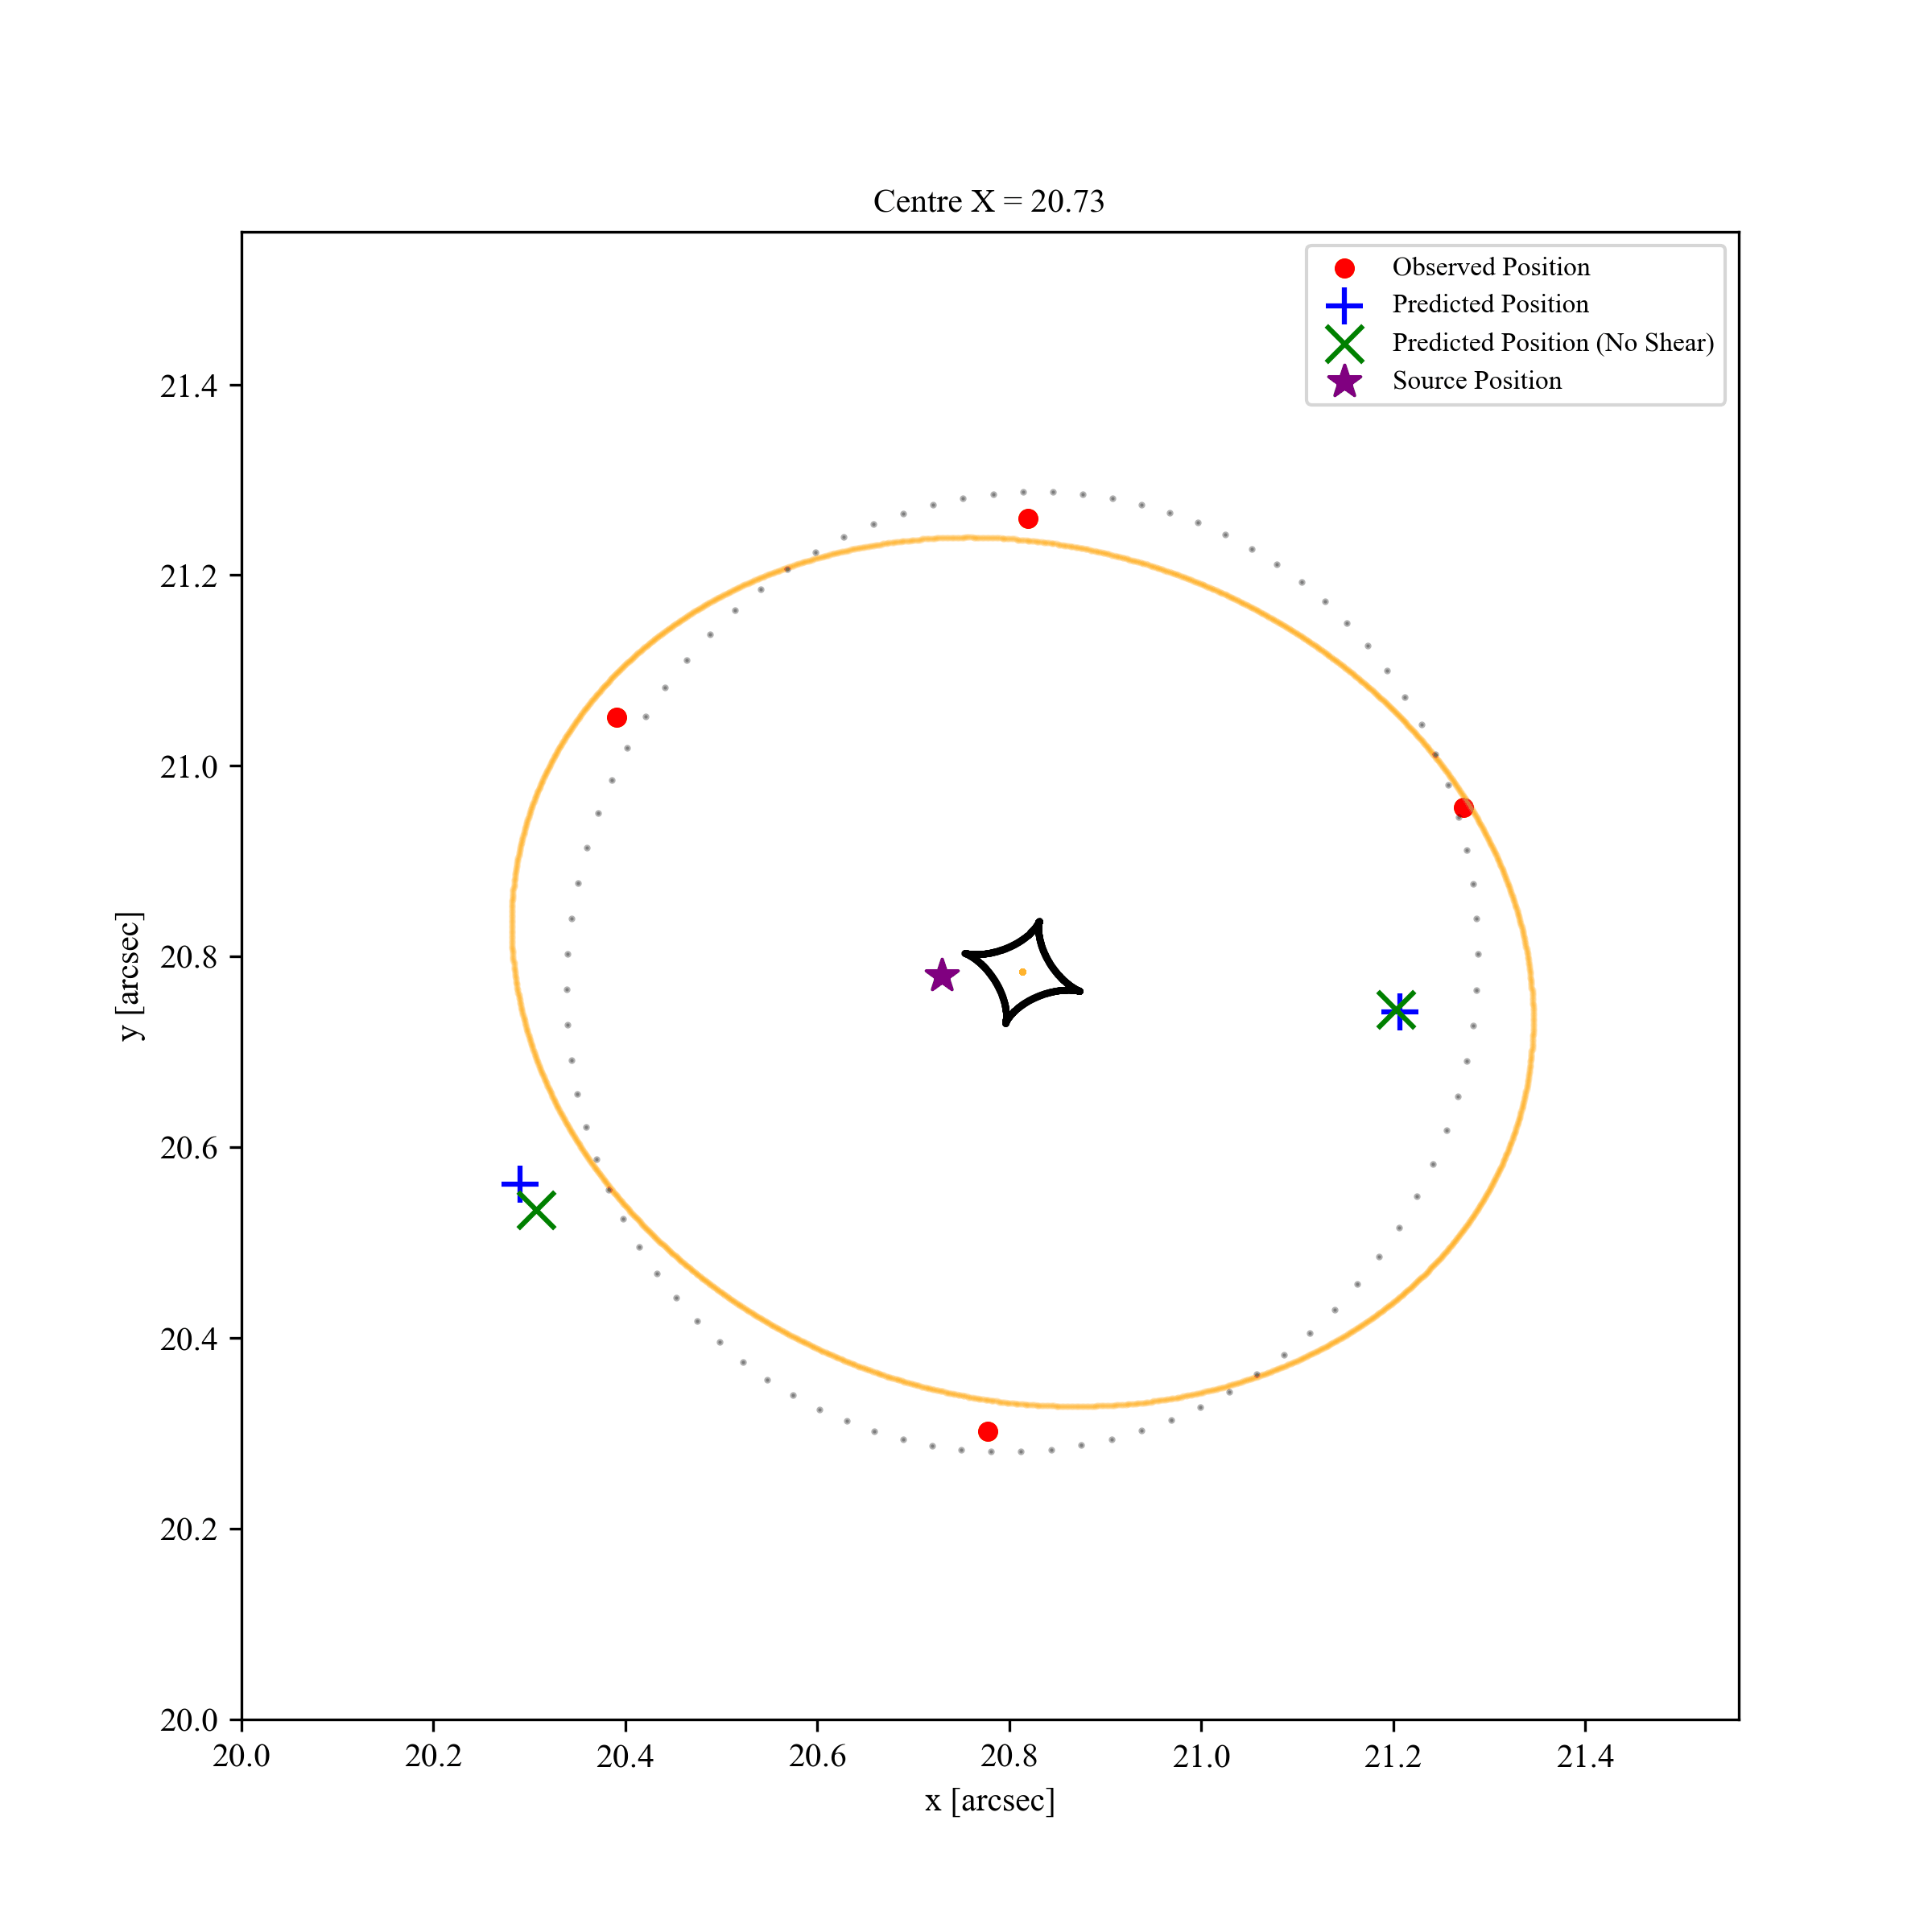 Centre X = 20.73
Observed Position
Predicted Position
Predicted Position (No Shear)
Source Position
y [arcsec]
21.4
21.2
21.0
20.8
20.6
20.4
20.2
20.0
20.0 20.2 20.4 20.6 20.8 21.0 21.2 21.4
x [arcsec]